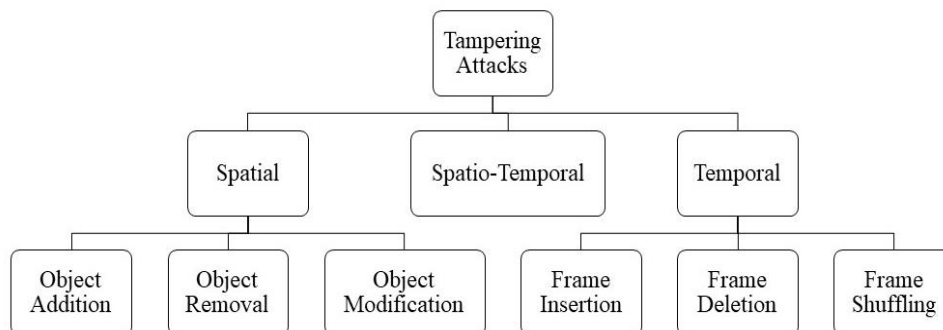 Tampering
Attacks
Spatial
Spatio-Temporal
Temporal
Object
Addition
Object
Removal
Object
Modification
Frame
Insertion
Frame
Deletion
Frame
Shuffling